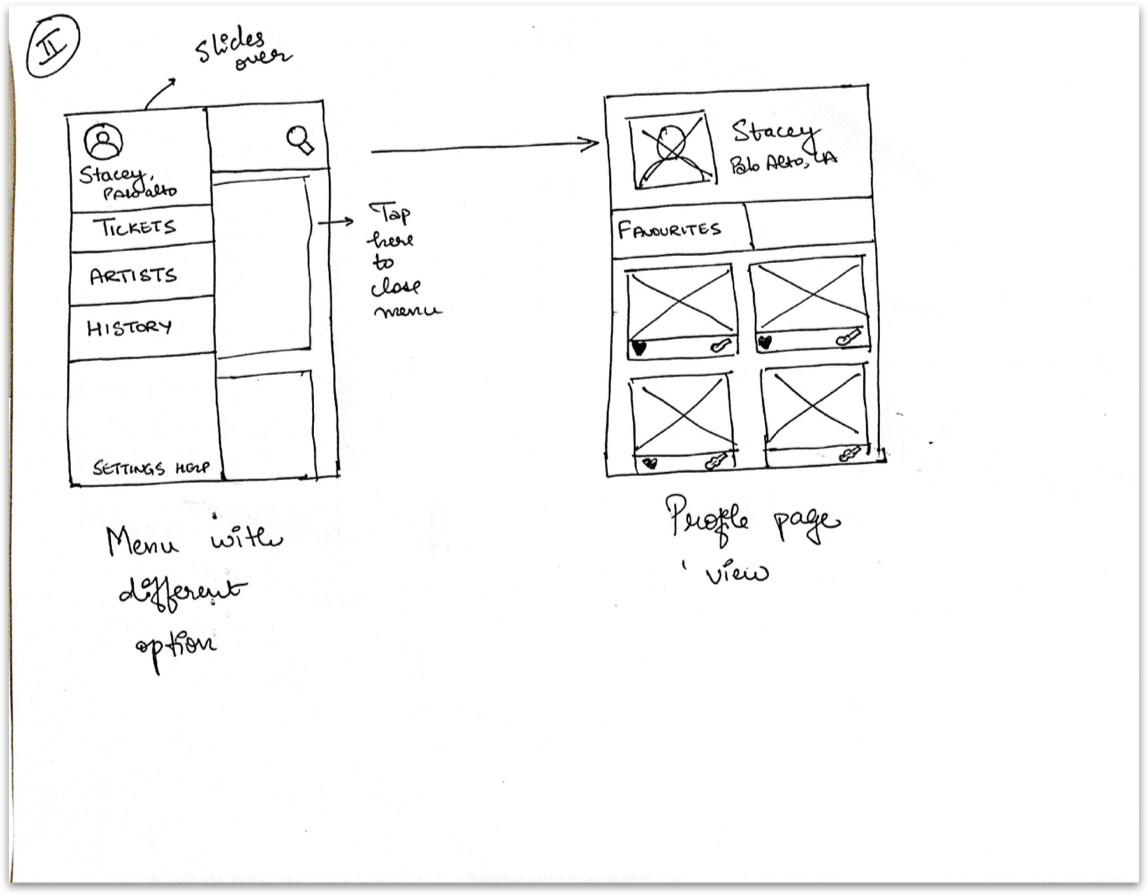 II
Slides
over
Stacey,
Palo alto
TICKETS
ARTISTS
HISTORY
SETTINGS HELP
Tap
here
to
close
menu
Menu with
different
option
Stacey
Palo Alto, CA
FAVOURITES
Profile page
view